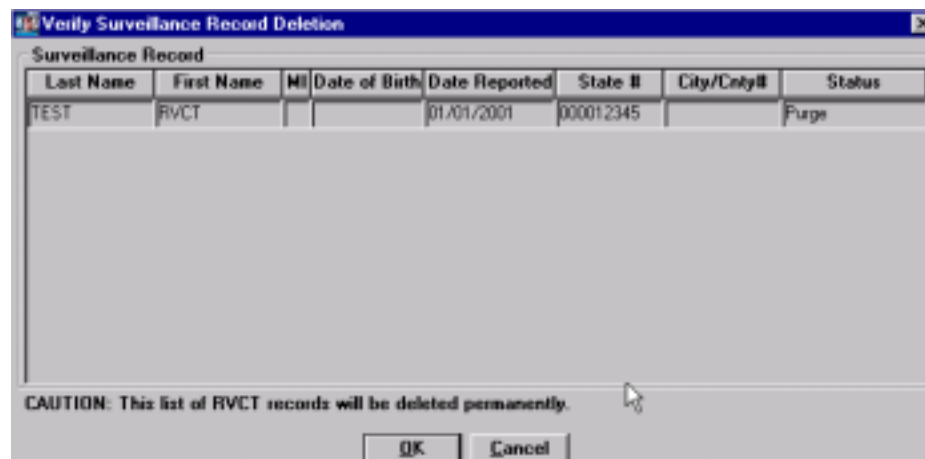 Verify Surveillance Record Deletion
Surveillance Record
Last Name First Name MI Date of Birth Date Reported State # City/Cnty# Status
TEST RVCT 01/01/2001 000012345 Purge
CAUTION: This list of RVCT records will be deleted permanently.
OK Cancel